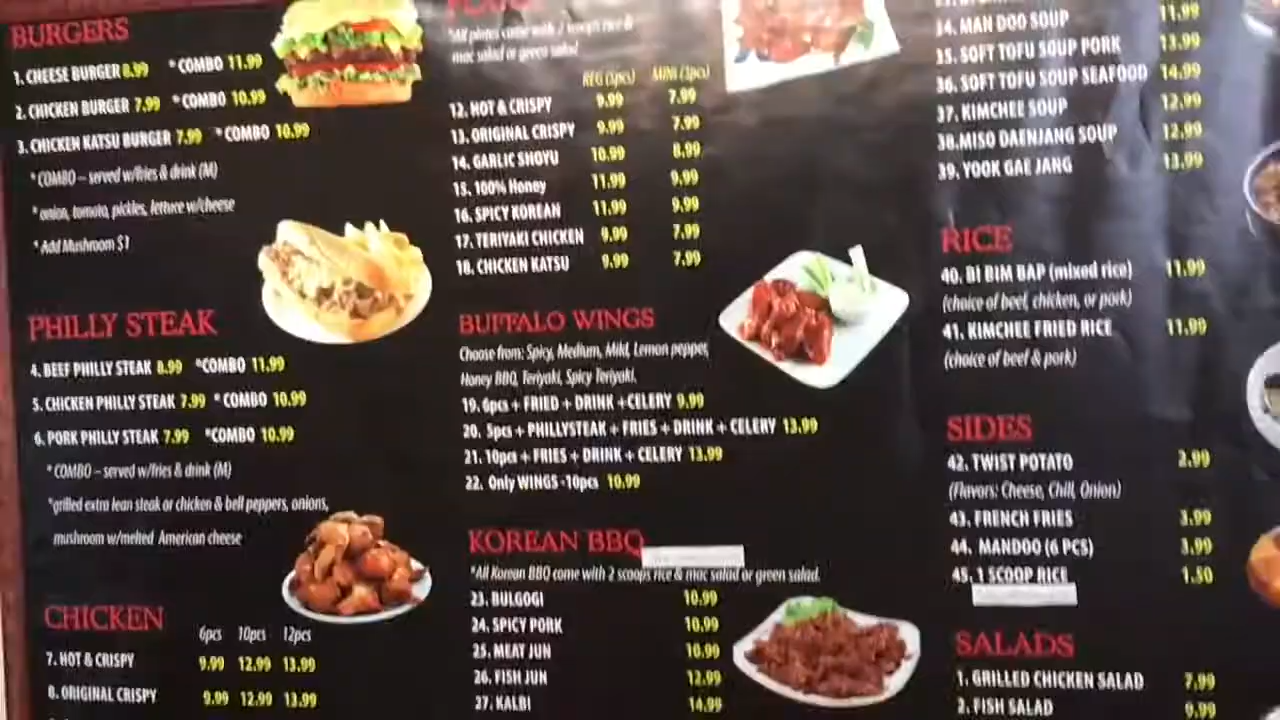 BURGERS
1. CHEESE BURGER 8.99 *COMBO 11.99
2. CHICKEN BURGER 7.99 *COMBO 10.99
3. CHICKEN KATSU BURGER 7.99 *COMBO 10.99
*COMBO – served w/fries & drink (M)
* onion, tomato, pickles, lettuce w/cheese
* Add Mushroom $1
PHILLY STEAK
4. BEEF PHILLY STEAK 8.99 *COMBO 11.99
5. CHICKEN PHILLY STEAK 7.99 * COMBO 10.99
6. PORK PHILLY STEAK 7.99 *COMBO 10.99
* COMBO – served w/fries & drink (M)
*grilled extra lean steak or chicken & bell peppers, onions,
mushroom w/melted American cheese
CHICKEN
6pcs 10pcs 12pcs
7. HOT & CRISPY 9.99 12.99 13.99
8. ORIGINAL CRISPY 9.99 12.99 13.99
*All plates come with 2 scoops rice &
mac salad or green salad
REG (5pcs) MINI (3pcs)
12. HOT & CRISPY 9.99 7.99
13. ORIGINAL CRISPY 9.99 7.99
14. GARLIC SHOYU 10.99 8.99
15. 100% Honey 11.99 9.99
16. SPICY KOREAN 11.99 9.99
17. TERIYAKI CHICKEN 9.99 7.99
18. CHICKEN KATSU 9.99 7.99
BUFFALO WINGS
Choose from: Spicy, Medium, Mild, Lemon pepper,
Honey BBQ, Teriyaki, Spicy Teriyaki,
19. 6pcs + FRIED + DRINK +CELERY 9.99
20. 5pcs + PHILLYSTEAK + FRIES + DRINK + CELERY 13.99
21. 10pcs + FRIES + DRINK + CELERY 13.99
22. Only WINGS -10pcs 10.99
KOREAN BBQ
*All Korean BBQ come with 2 scoops rice & mac salad or green salad.
23. BULGOGI 10.99
24. SPICY PORK 10.99
25. MEAT JUN 10.99
26. FISH JUN 12.99
27. KALBI 14.99
34. MAN DOO SOUP 11.99
35. SOFT TOFU SOUP PORK 13.99
36. SOFT TOFU SOUP SEAFOOD 14.99
37. KIMCHEE SOUP 12.99
38.MISO DAENJANG SOUP 12.99
39. YOOK GAE JANG 13.99
RICE
40. BI BIM BAP (mixed rice) 11.99
(choice of beef, chicken, or pork)
41. KIMCHEE FRIED RICE 11.99
(choice of beef & pork)
SIDES
42. TWIST POTATO 2.99
(Flavors: Cheese, Chili, Onion)
43. FRENCH FRIES 3.99
44. MANDOO (6 PCS) 3.99
45. 1 SCOOP RICE 1.50
SALADS
1. GRILLED CHICKEN SALAD 7.99
2. FISH SALAD 9.99